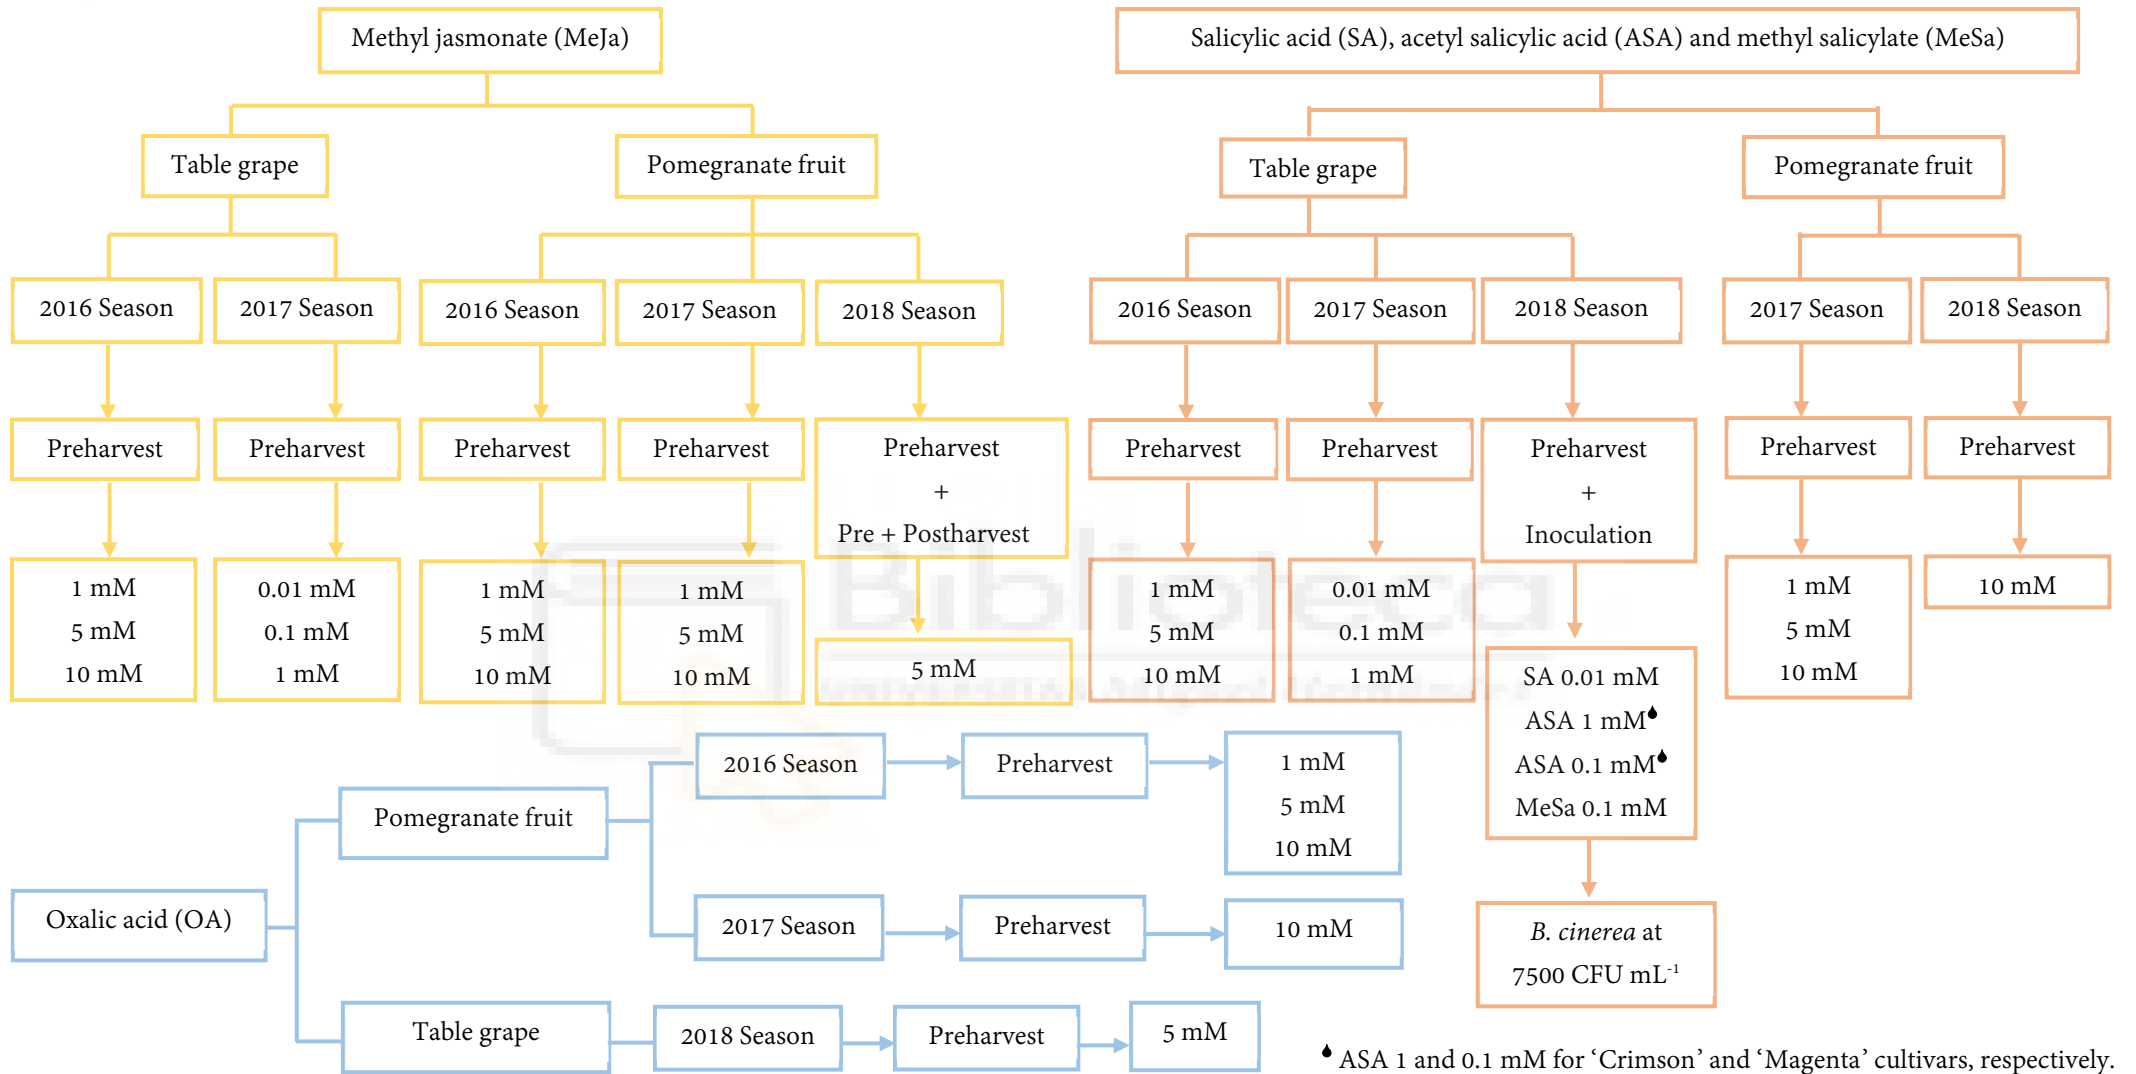 Methyl jasmonate (MeJa)
Table grape
Pomegranate fruit
2016 Season
2017 Season
2016 Season
2017 Season
2018 Season
Preharvest
Preharvest
Preharvest
Preharvest
Preharvest
+
Pre + Postharvest
1 mM
5 mM
10 mM
0.01 mM
0.1 mM
1 mM
1 mM
5 mM
10 mM
1 mM
5 mM
10 mM
5 mM
Salicylic acid (SA), acetyl salicylic acid (ASA) and methyl salicylate (MeSa)
Table grape
Pomegranate fruit
2016 Season
2017 Season
2018 Season
2017 Season
2018 Season
Preharvest
Preharvest
Preharvest
+
Inoculation
Preharvest
Preharvest
1 mM
5 mM
10 mM
0.01 mM
0.1 mM
1 mM
SA 0.01 mM
ASA 1 mM🌢
ASA 0.1 mM🌢
MeSa 0.1 mM
B. cinerea at
7500 CFU mL⁻¹
1 mM
5 mM
10 mM
10 mM
Oxalic acid (OA)
Pomegranate fruit
2016 Season
Preharvest
1 mM
5 mM
10 mM
2017 Season
Preharvest
10 mM
Table grape
2018 Season
Preharvest
5 mM
🌢 ASA 1 and 0.1 mM for ‘Crimson’ and ‘Magenta’ cultivars, respectively.
Biblioteca